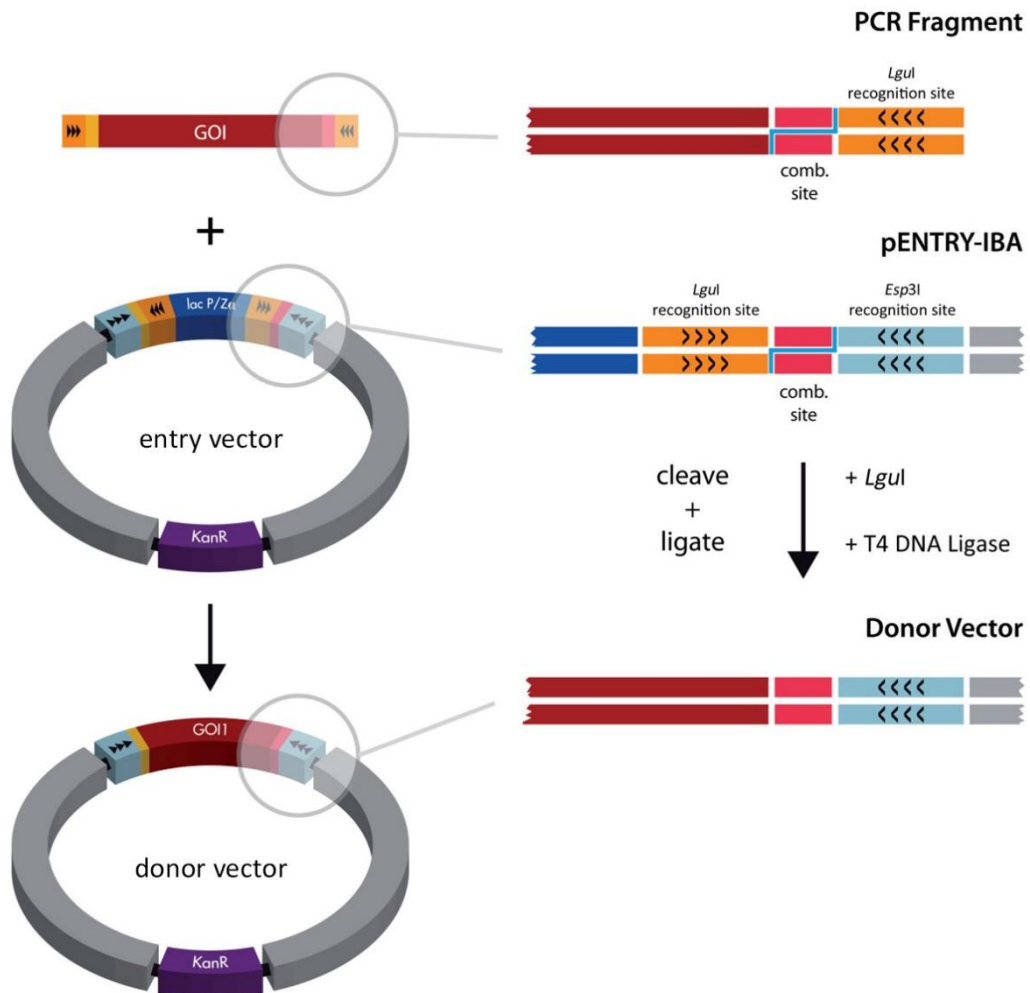 PCR Fragment
LguI
recognition site
GOI
comb.
site
+
pENTRY-IBA
LguI
recognition site
Esp3I
recognition site
lac P/Zα
comb.
site
entry vector
KanR
cleave
+
ligate
+ LguI
+ T4 DNA Ligase
Donor Vector
GOI1
donor vector
KanR